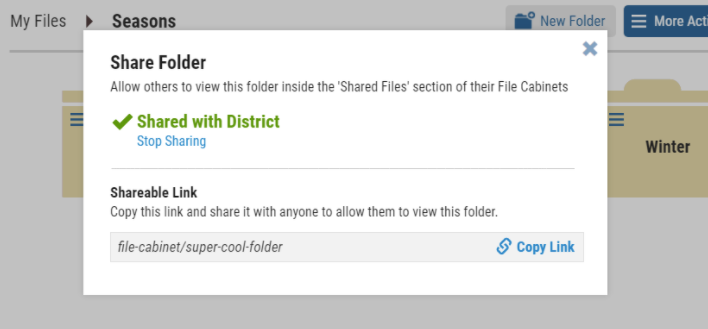 My Files Seasons New Folder More Acti
Share Folder
Allow others to view this folder inside the 'Shared Files' section of their File Cabinets
Shared with District
Stop Sharing
Winter
Shareable Link
Copy this link and share it with anyone to allow them to view this folder.
file-cabinet/super-cool-folder Copy Link